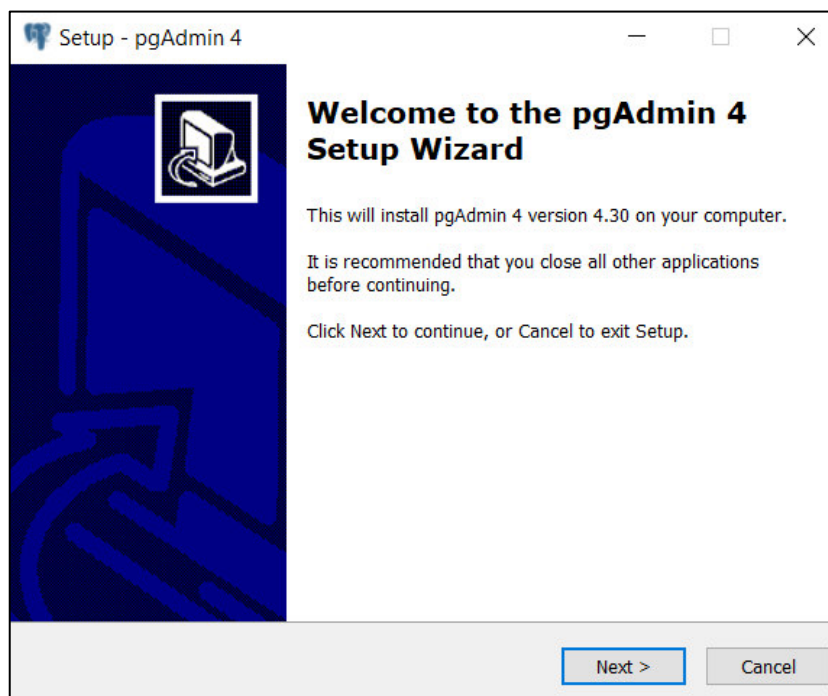 Setup - pgAdmin 4
Welcome to the pgAdmin 4
Setup Wizard
This will install pgAdmin 4 version 4.30 on your computer.
It is recommended that you close all other applications
before continuing.
Click Next to continue, or Cancel to exit Setup.
Next >
Cancel